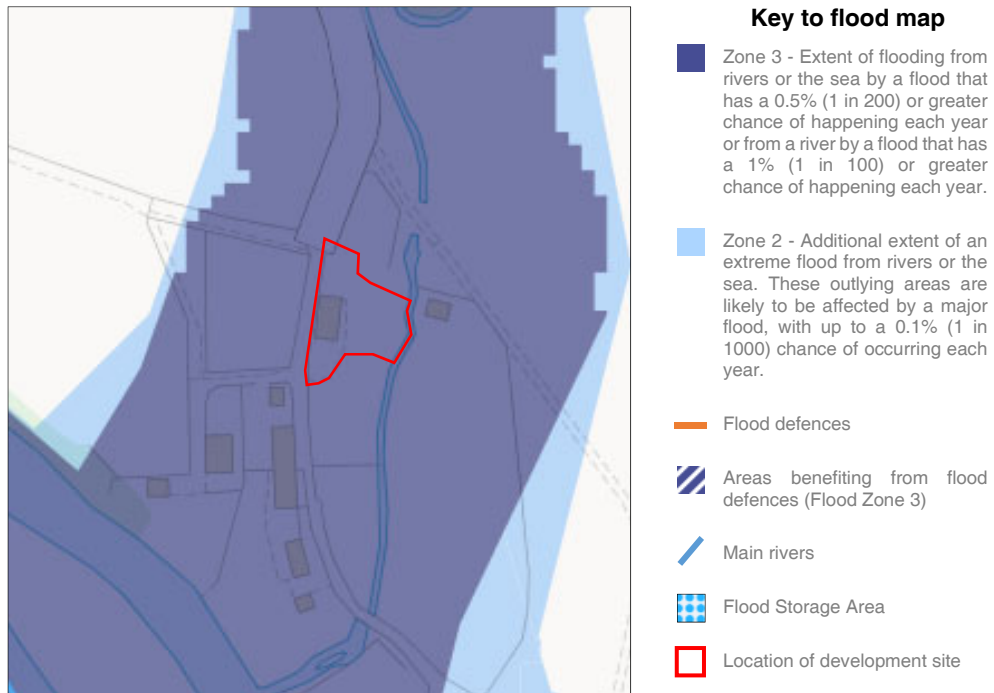 Key to flood map
Zone 3 - Extent of flooding from
rivers or the sea by a flood that
has a 0.5% (1 in 200) or greater
chance of happening each year
or from a river by a flood that has
a 1% (1 in 100) or greater
chance of happening each year.
Zone 2 - Additional extent of an
extreme flood from rivers or the
sea. These outlying areas are
likely to be affected by a major
flood, with up to a 0.1% (1 in
1000) chance of occurring each
year.
Flood defences
Areas benefiting from flood
defences (Flood Zone 3)
Main rivers
Flood Storage Area
Location of development site